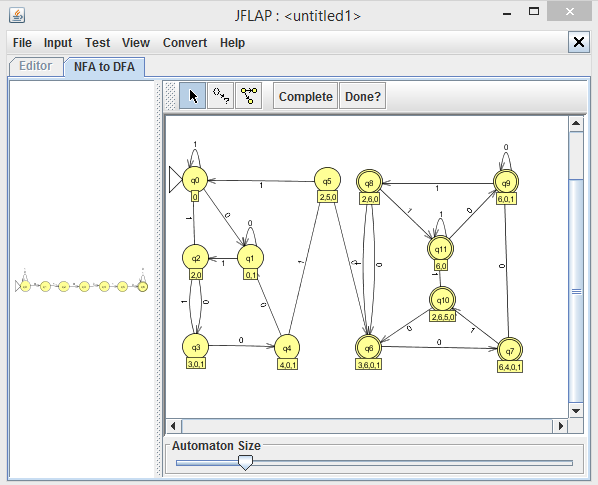 JFLAP : <untitled1>
File Input Test View Convert Help
Editor NFA to DFA
Complete Done?
1 0
q0 1 q5 q8 1 q9
0 2,5,0 2,6,0 6,0,1
0 0 1 1 0
1 q11
q2 1 q1 6,0
2,0 0,1 0 0
1 1
1 0 0 q10
2,6,5,0
0 1
q3 0 q4 q6 0 q7
3,0,1 4,0,1 3,6,0,1 6,4,0,1
Automaton Size